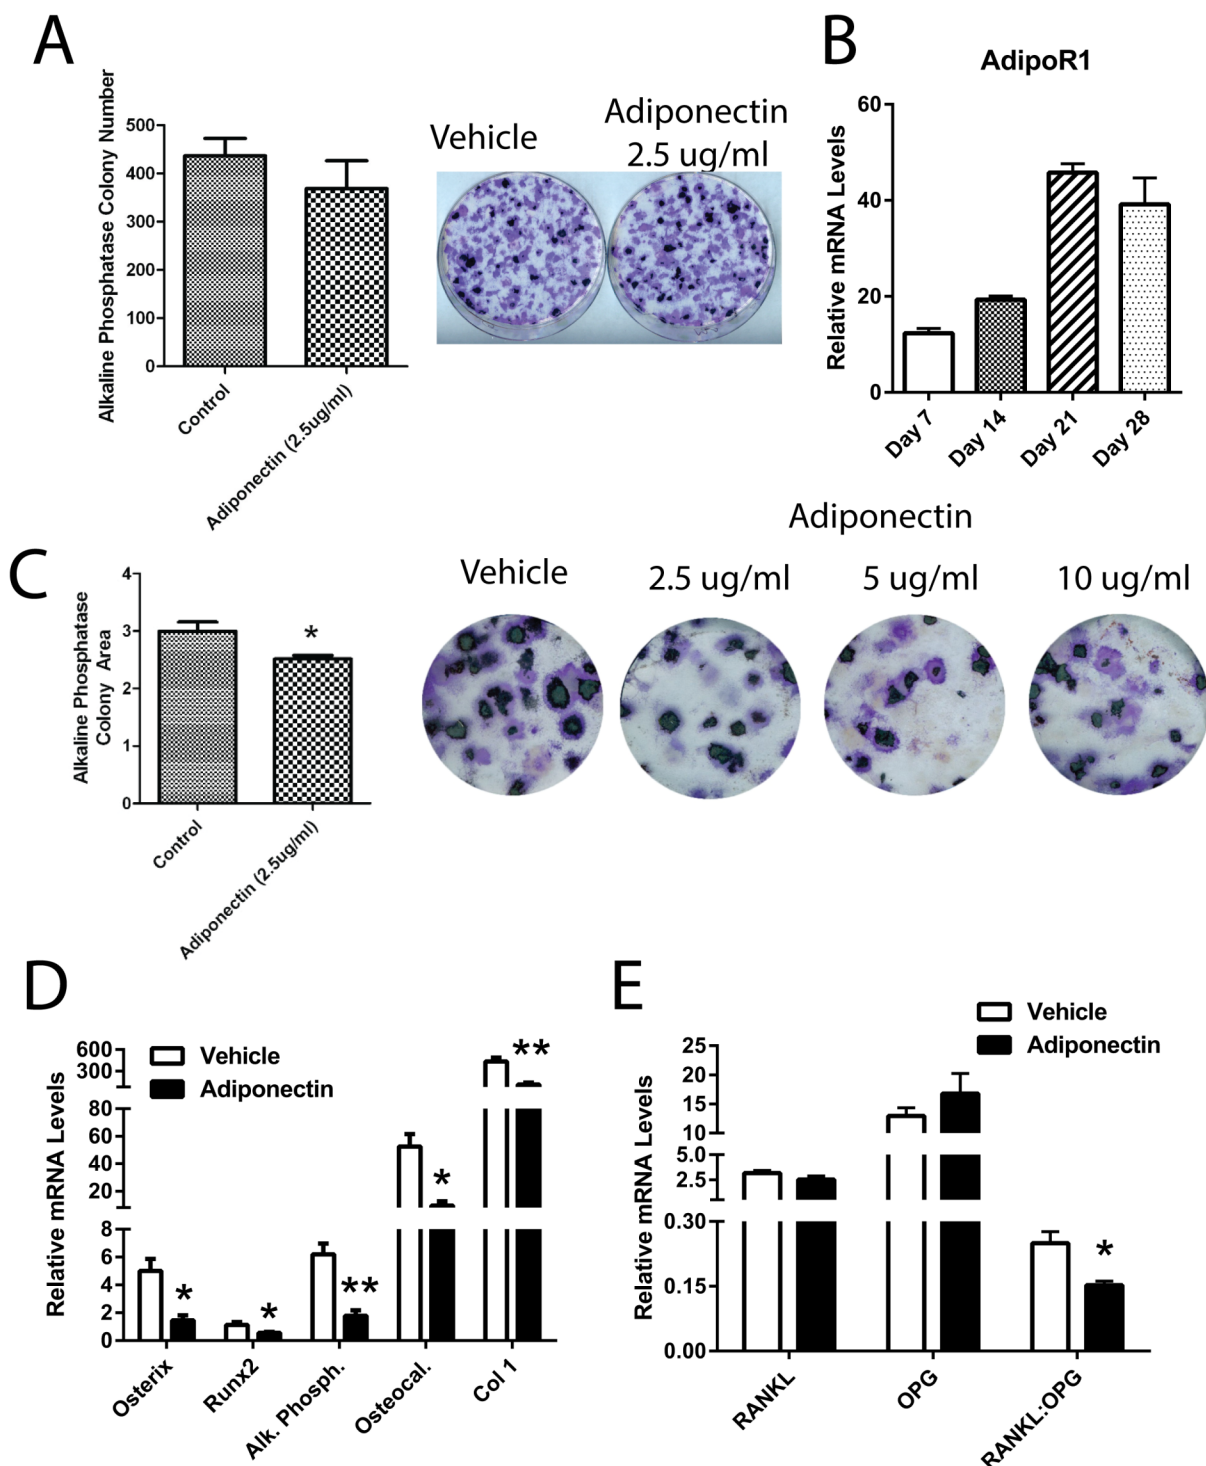 A
Alkaline Phosphatase Colony Number
500
400
300
200
100
0
Control
Adiponectin (2.5ug/ml)
Vehicle
Adiponectin
2.5 ug/ml
B
AdipoR1
Relative mRNA Levels
60
40
20
0
Day 7
Day 14
Day 21
Day 28
C
Alkaline Phosphatase
Colony Area
4
3
2
1
0
*
Control
Adiponectin (2.5ug/ml)
Adiponectin
Vehicle
2.5 ug/ml
5 ug/ml
10 ug/ml
D
Relative mRNA Levels
600
300
80
60
40
20
8
6
4
2
0
Vehicle
Adiponectin
*
*
**
*
**
Osterix
Runx2
Alk. Phosph.
Osteocal.
Col 1
E
Vehicle
Adiponectin
Relative mRNA Levels
25
20
15
10
5.0
2.5
0.30
0.15
0.00
*
RANKL
OPG
RANKL:OPG